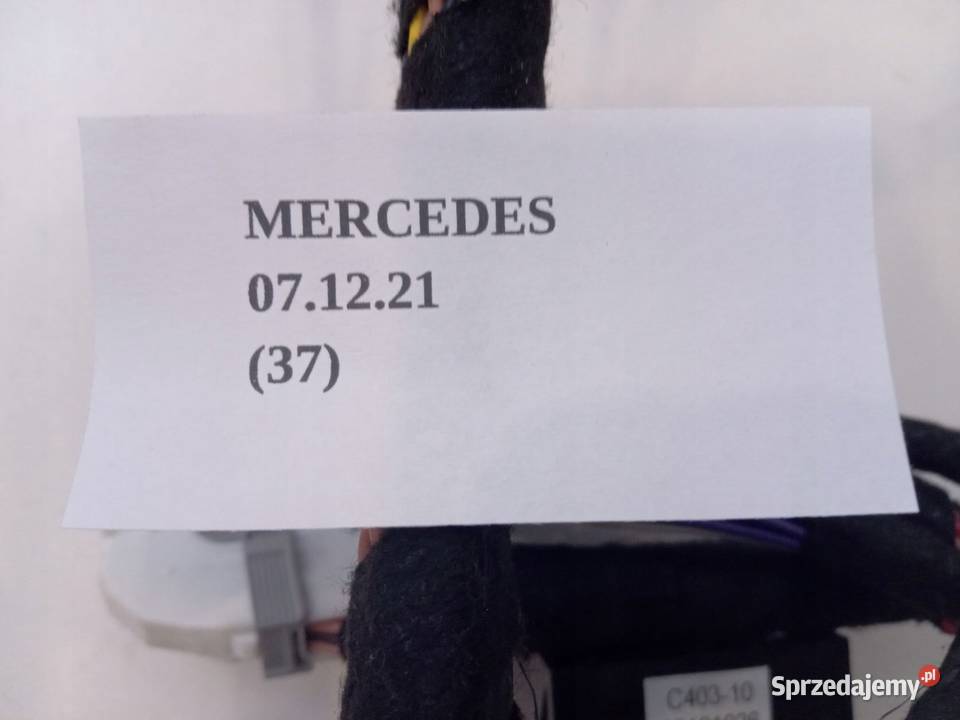 MERCEDES
07.12.21
(37)
C403-10
Sprzedajemy.pl